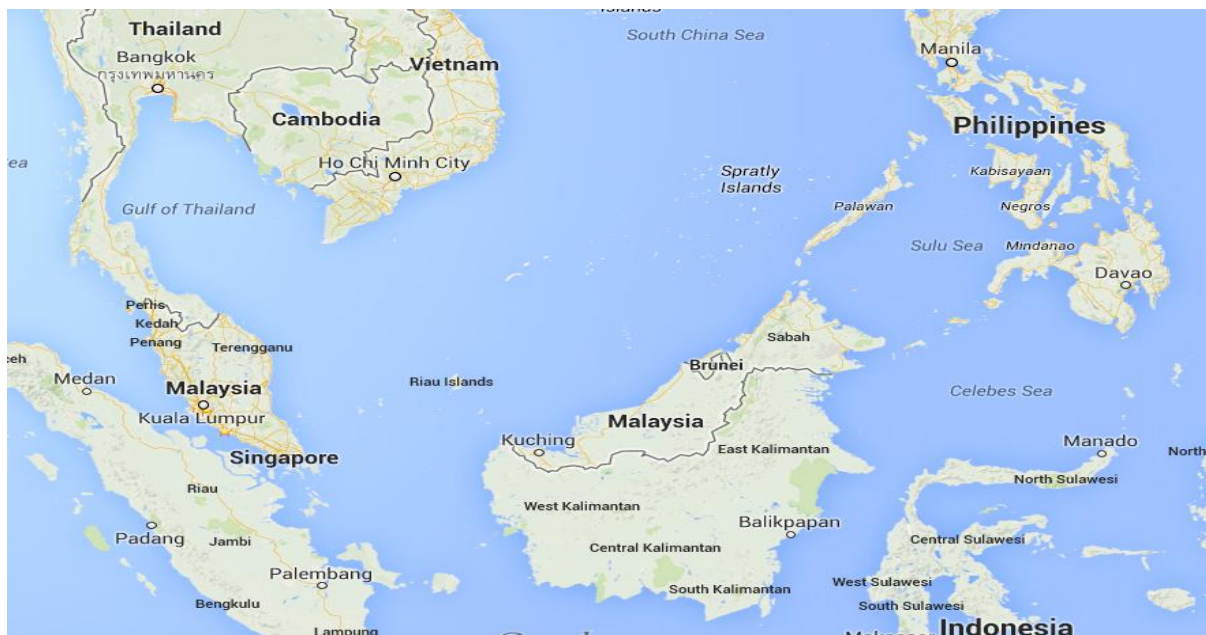 Islands
Thailand
South China Sea
Manila
Bangkok
กรุงเทพมหานคร
Vietnam
Cambodia
Philippines
Ho Chi Minh City
ea
Spratly
Islands
Kabisayaan
Gulf of Thailand
Palawan
Negros
Sulu Sea
Mindanao
Davao
Perlis
Kedah
Penang
Terengganu
Sabah
ceh
Brunei
Medan
Riau Islands
Malaysia
Celebes Sea
Kuala Lumpur
Malaysia
Kuching
Manado
East Kalimantan
North
Singapore
North Sulawesi
Riau
West Kalimantan
Balikpapan
Padang
Jambi
Central Sulawesi
Central Kalimantan
Palembang
West Sulawesi
South Kalimantan
Bengkulu
South Sulawesi
Lampung
Indonesia